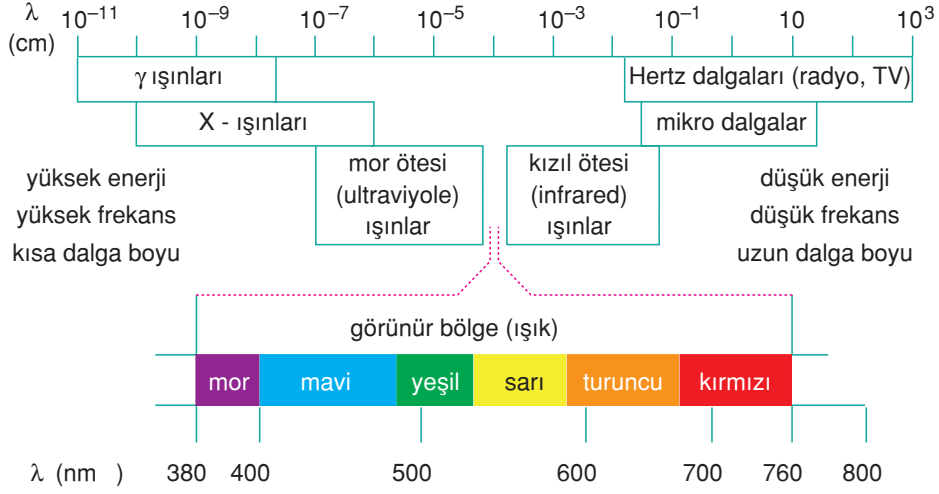 λ 10⁻¹¹ 10⁻⁹ 10⁻⁷ 10⁻⁵ 10⁻³ 10⁻¹ 10 10³
(cm)
γ ışınları
Hertz dalgaları (radyo, TV)
X - ışınları
mikro dalgalar
mor ötesi
(ultraviyole)
ışınlar
kızıl ötesi
(infrared)
ışınlar
yüksek enerji
yüksek frekans
kısa dalga boyu
düşük enerji
düşük frekans
uzun dalga boyu
görünür bölge (ışık)
mor mavi yeşil sarı turuncu kırmızı
λ (nm ) 380 400 500 600 700 760 800